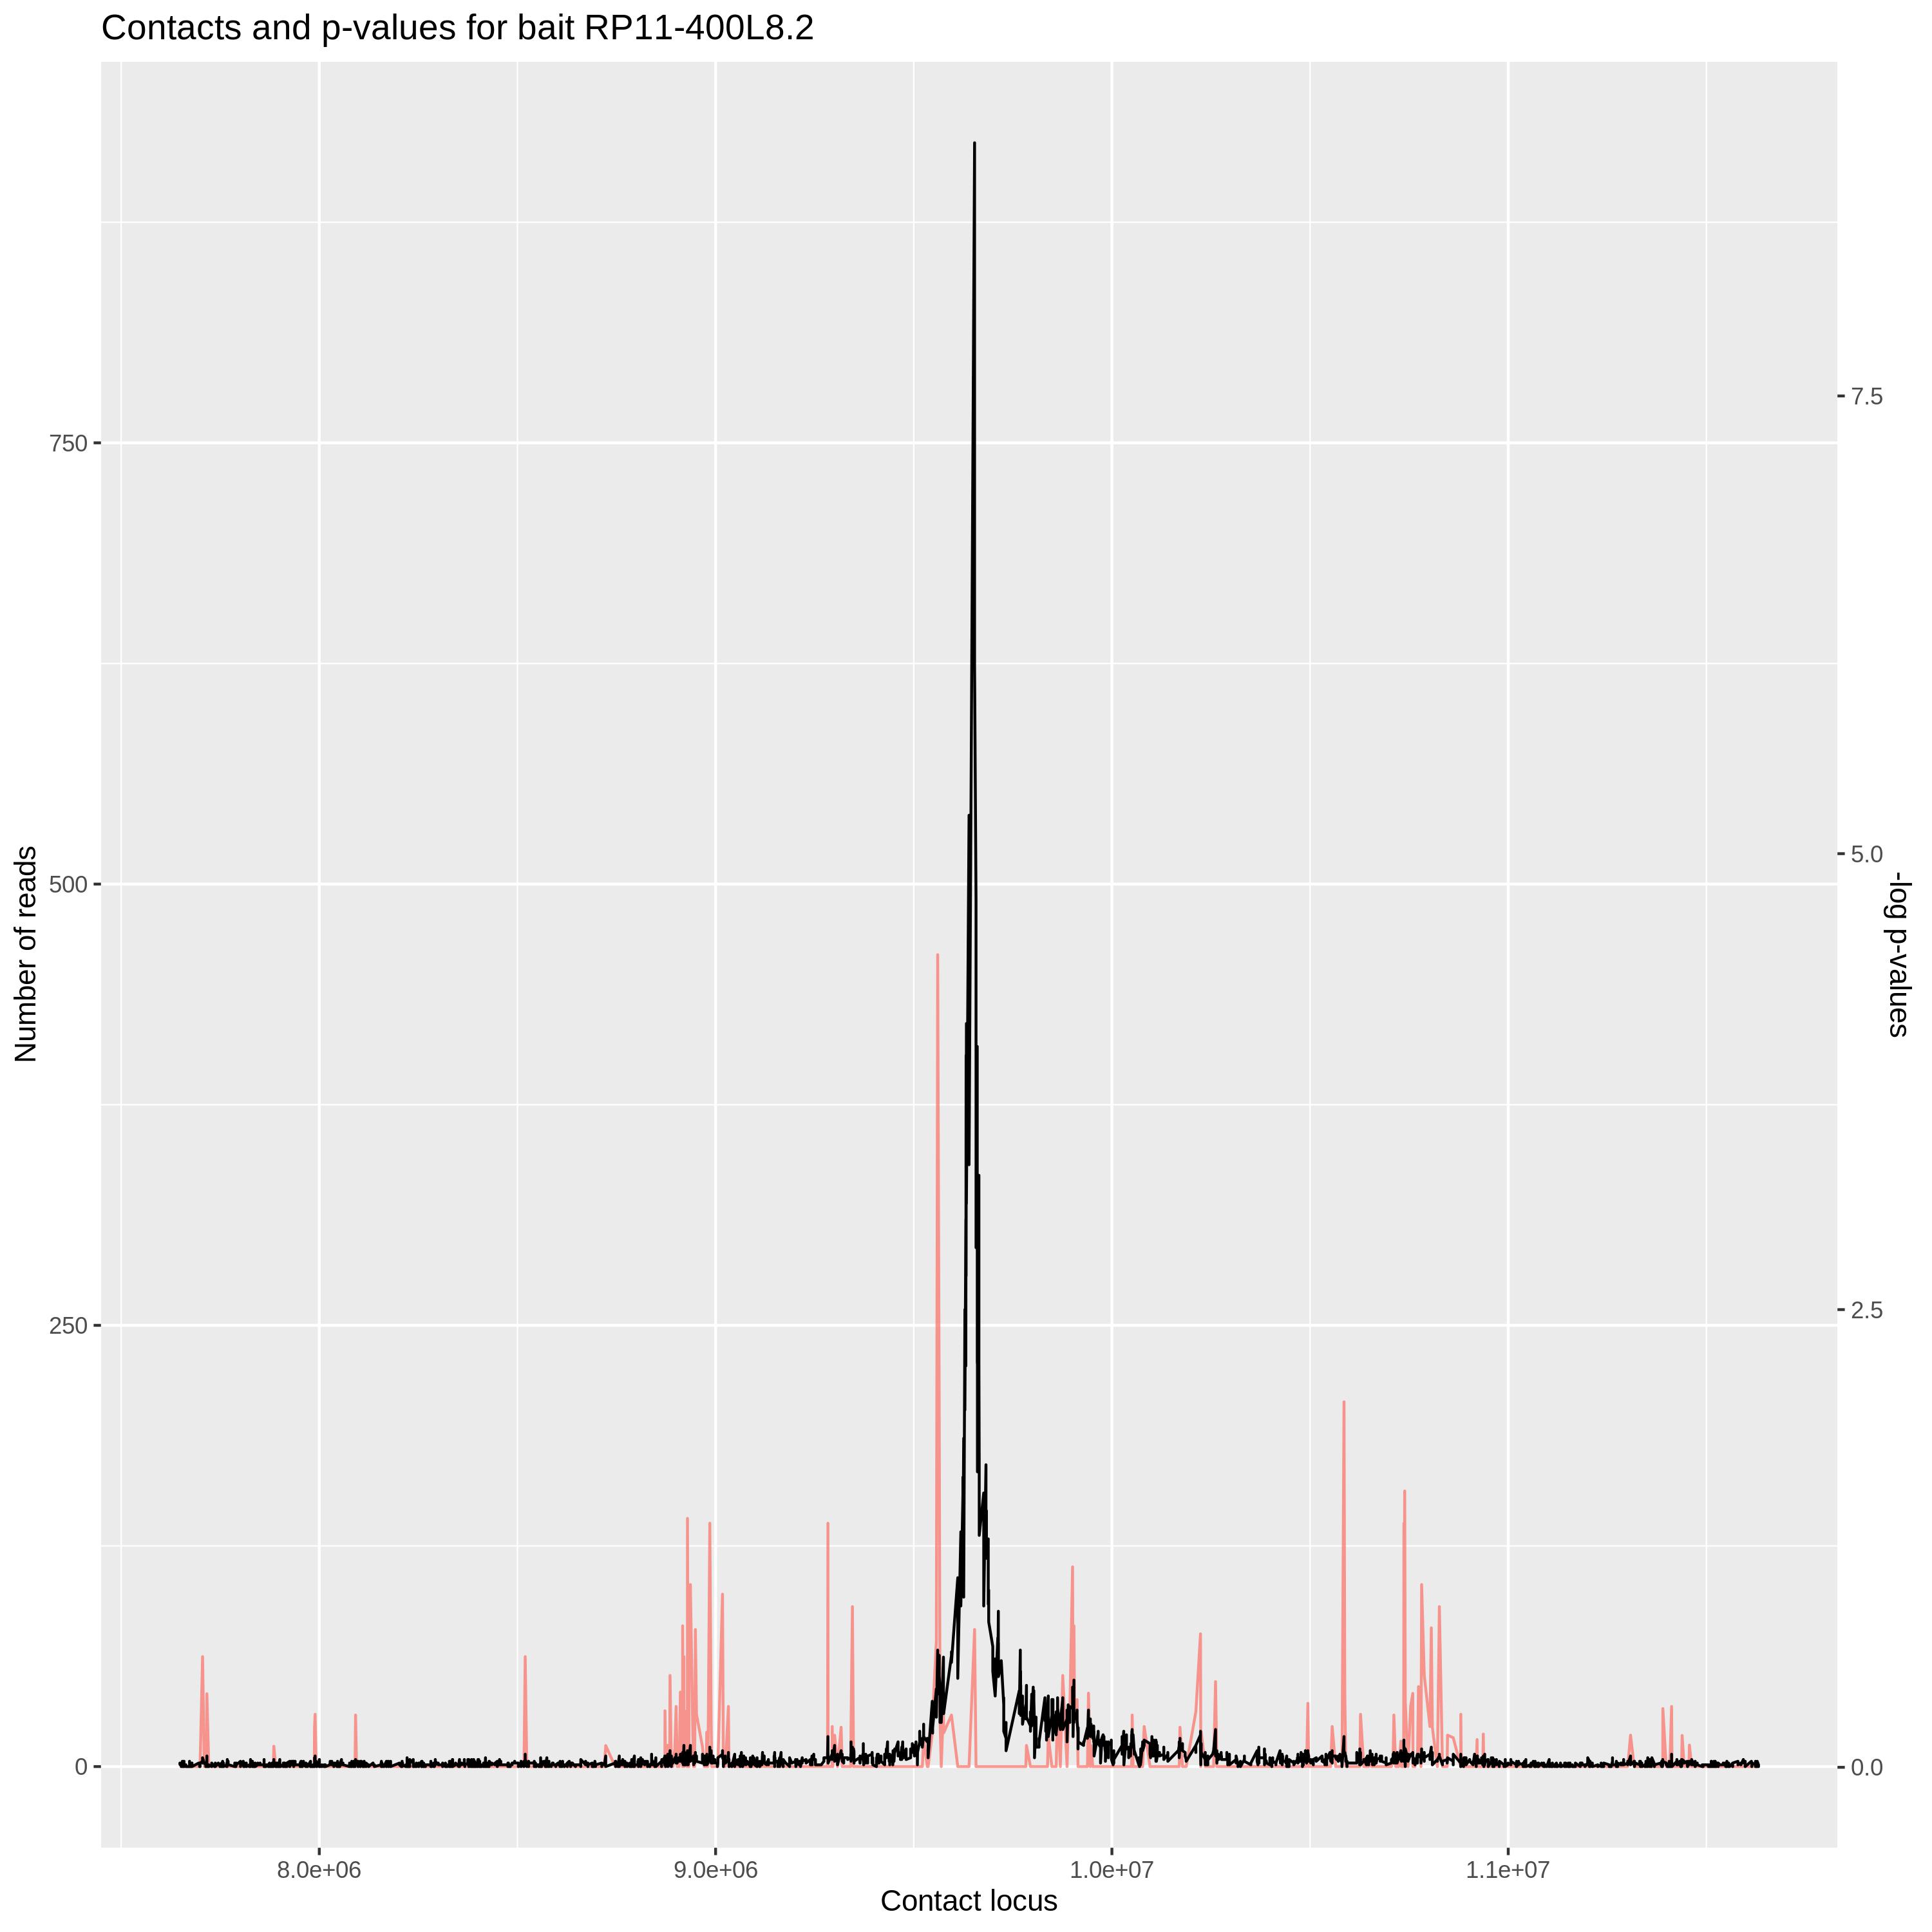 Contacts and p-values for bait RP11-400L8.2
Number of reads
750
500
250
0
7.5
5.0
2.5
0.0
-log p-values
8.0e+06
9.0e+06
1.0e+07
1.1e+07
Contact locus